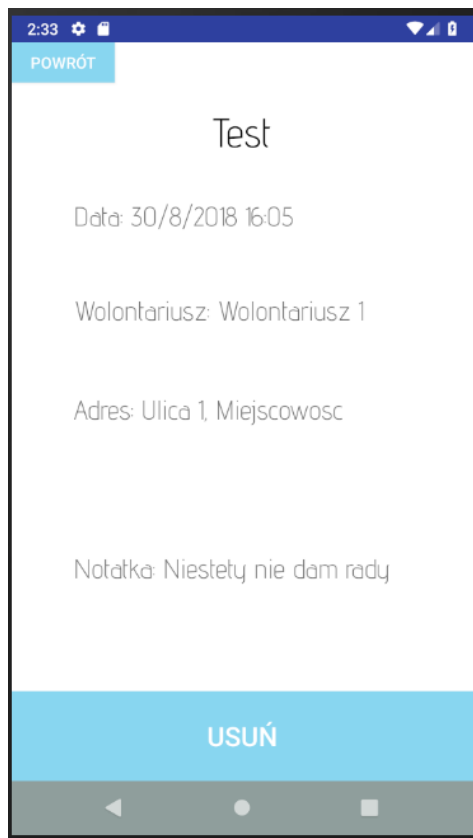 2:33
POWRÓT
Test
Data: 30/8/2018 16:05
Wolontariusz: Wolontariusz 1
Adres: Ulica 1, Miejscowosc
Notatka: Niestety nie dam rady
USUŃ